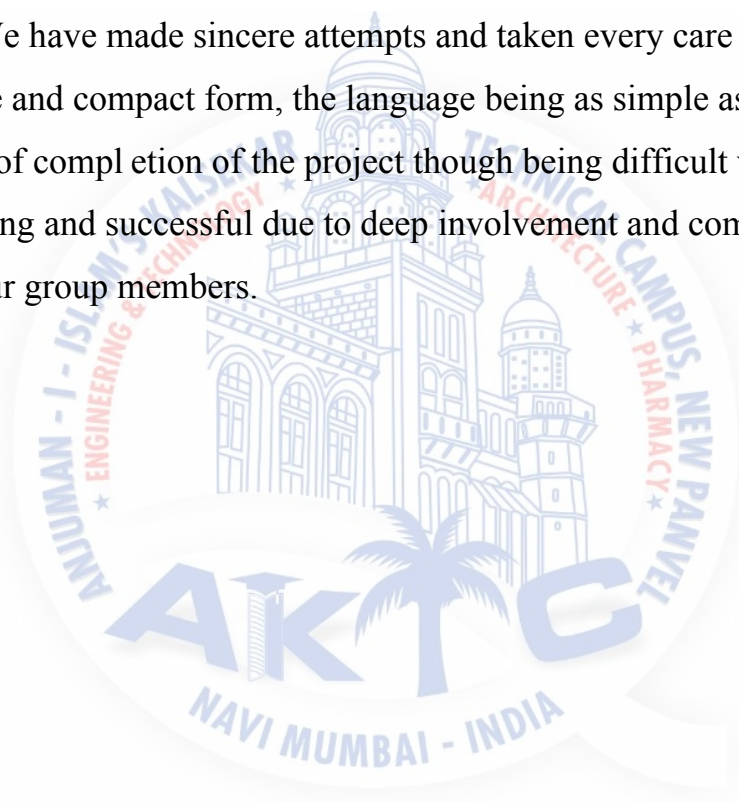 e have made sincere attempts and taken every care
e and compact form, the language being as simple as
of compl etion of the project though being difficult
ng and successful due to deep involvement and com
ur group members.
ANJUMAN - I - ISLAM'S KALSEKAR TECHNICAL CAMPUS, NEW PANVEL
★ ENGINEERING & TECHNOLOGY ★ ARCHITECTURE ★ PHARMACY ★
AKTC
NAVI MUMBAI - INDIA